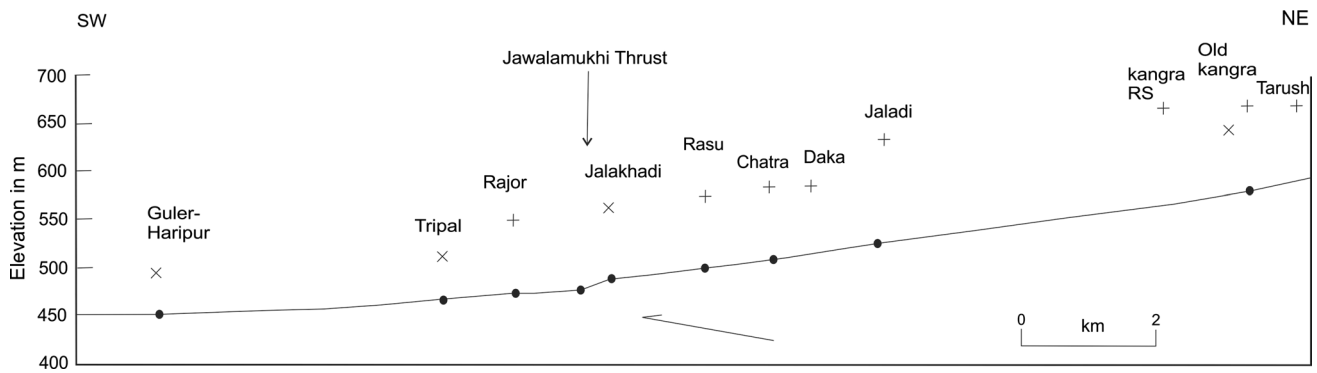 SW
NE
Jawalamukhi Thrust
Old
kangra
kangra
RS
Tarush
Jaladi
Rasu
Chatra
Daka
Jalakhadi
Rajor
Tripal
Guler-
Haripur
Elevation in m
700
650
600
550
500
450
400
0
2
km